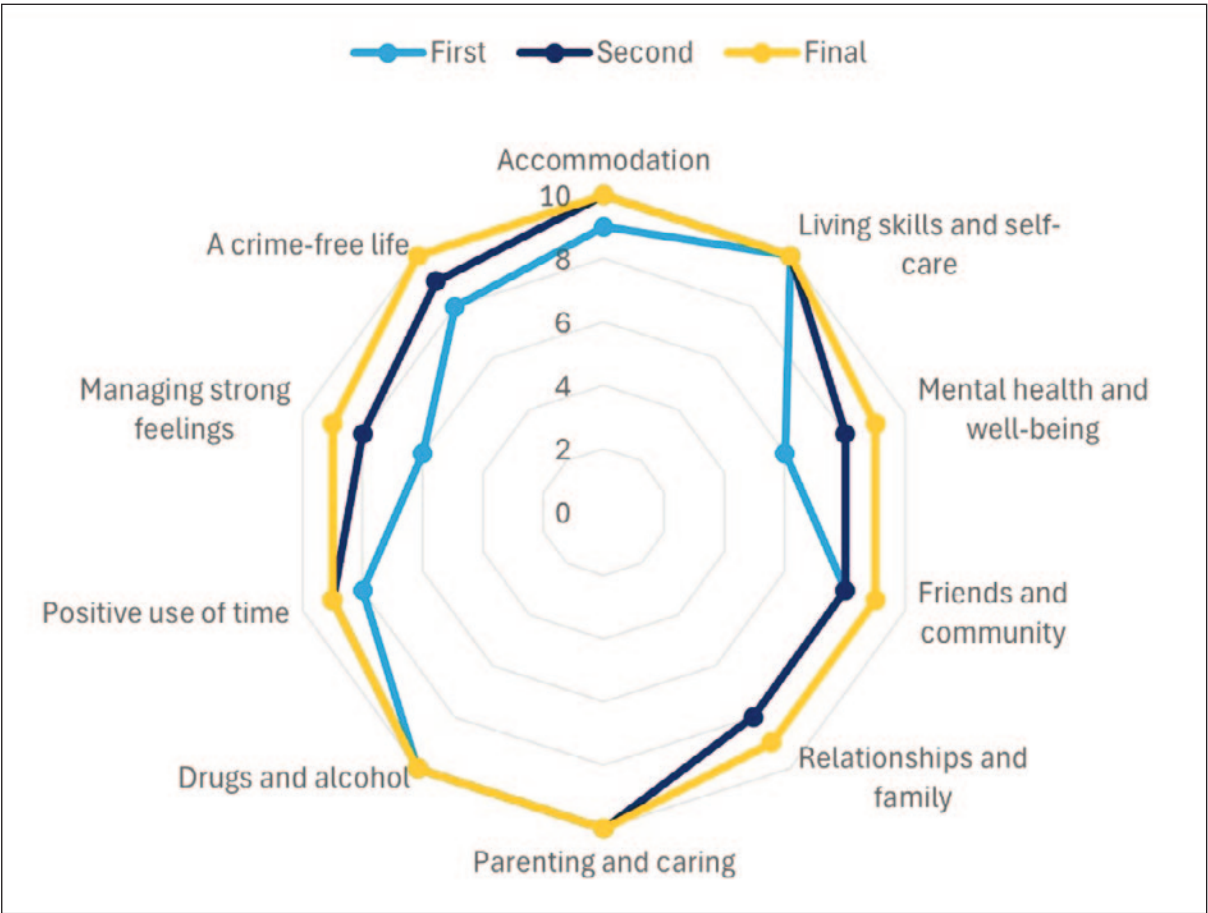 First Second Final
Accommodation
10
8
6
4
2
0
Living skills and self-
care
Mental health and
well-being
Friends and
community
Relationships and
family
Parenting and caring
Drugs and alcohol
Positive use of time
Managing strong
feelings
A crime-free life